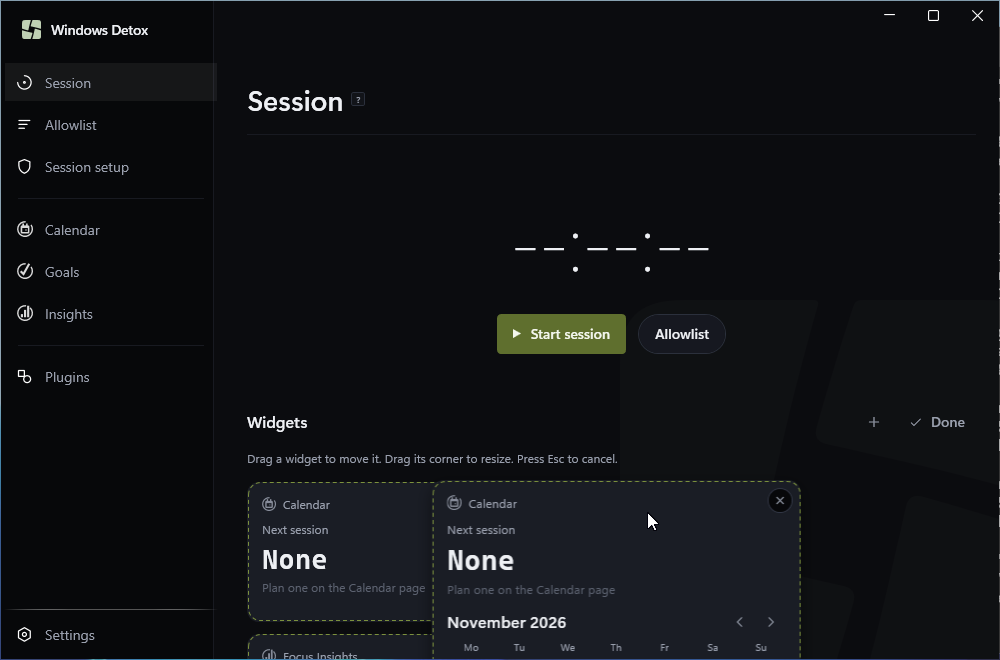 Windows Detox
Session
Allowlist
Session setup
Calendar
Goals
Insights
Plugins
Settings
Session ?
--:--:--
Start session
Allowlist
Widgets
Done
Drag a widget to move it. Drag its corner to resize. Press Esc to cancel.
Calendar
Next session
None
Plan one on the Calendar page
Focus Insights
Calendar
Next session
None
Plan one on the Calendar page
November 2026
Mo Tu We Th Fr Sa Su